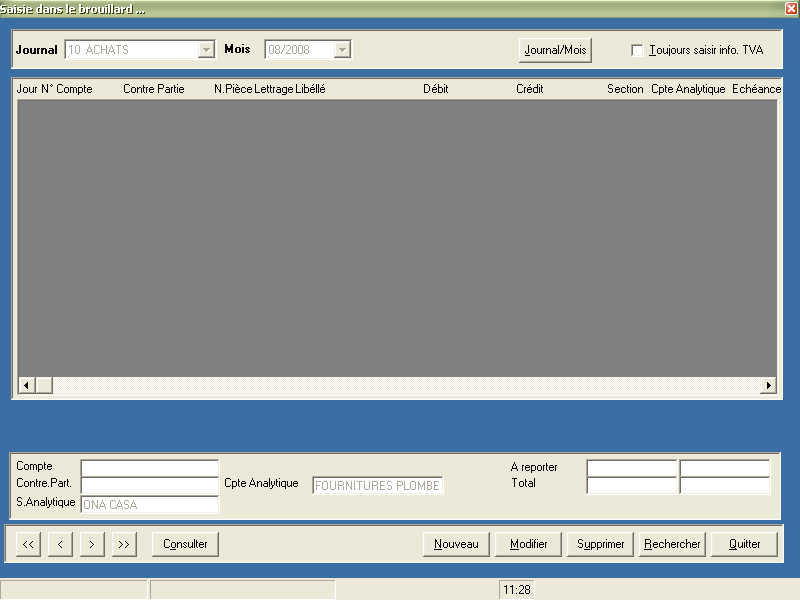 Saisie dans le brouillard ...
Journal 10 ACHATS Mois 08/2008 Journal/Mois Toujours saisir info. TVA
Jour N° Compte Contre Partie N.Pièce Lettrage Libéllé Débit Crédit Section Cpte Analytique Echéance
Compte A reporter
Contre.Part. Cpte Analytique FOURNITURES PLOMBE Total
S.Analytique ONA CASA
<< < > >> Consulter Nouveau Modifier Supprimer Rechercher Quitter
11:28